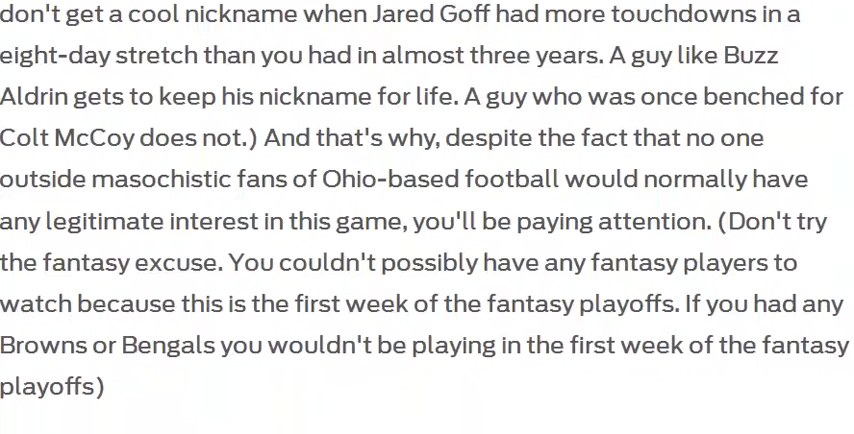 don't get a cool nickname when Jared Goff had more touchdowns in a
eight-day stretch than you had in almost three years. A guy like Buzz
Aldrin gets to keep his nickname for life. A guy who was once benched for
Colt McCoy does not.) And that's why, despite the fact that no one
outside masochistic fans of Ohio-based football would normally have
any legitimate interest in this game, you'll be paying attention. (Don't try
the fantasy excuse. You couldn't possibly have any fantasy players to
watch because this is the first week of the fantasy playoffs. If you had any
Browns or Bengals you wouldn't be playing in the first week of the fantasy
playoffs)